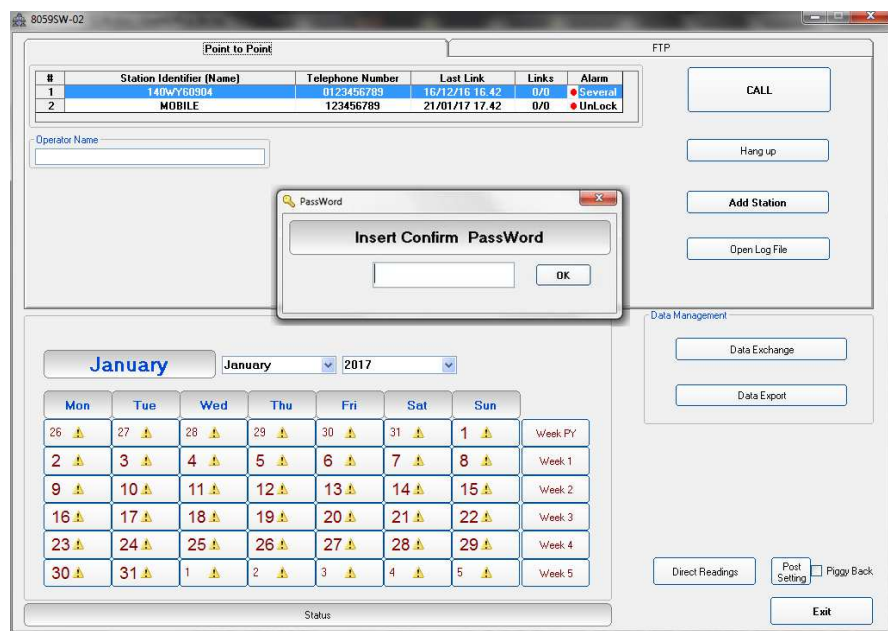 8059SW-02
Point to Point
FTP
# Station Identifier (Name) Telephone Number Last Link Links Alarm
1 140WY60904 0123456789 16/12/16 16.42 0/0 Several
2 MOBILE 123456789 21/01/17 17.42 0/0 UnLock
CALL
Operator Name
Hang up
Add Station
Open Log File
PassWord
Insert Confirm PassWord
OK
Data Management
Data Exchange
Data Export
January January 2017
Mon Tue Wed Thu Fri Sat Sun
26 27 28 29 30 31 1 Week PY
2 3 4 5 6 7 8 Week 1
9 10 11 12 13 14 15 Week 2
16 17 18 19 20 21 22 Week 3
23 24 25 26 27 28 29 Week 4
30 31 1 2 3 4 5 Week 5
Direct Readings
Post
Setting
Piggy Back
Status
Exit